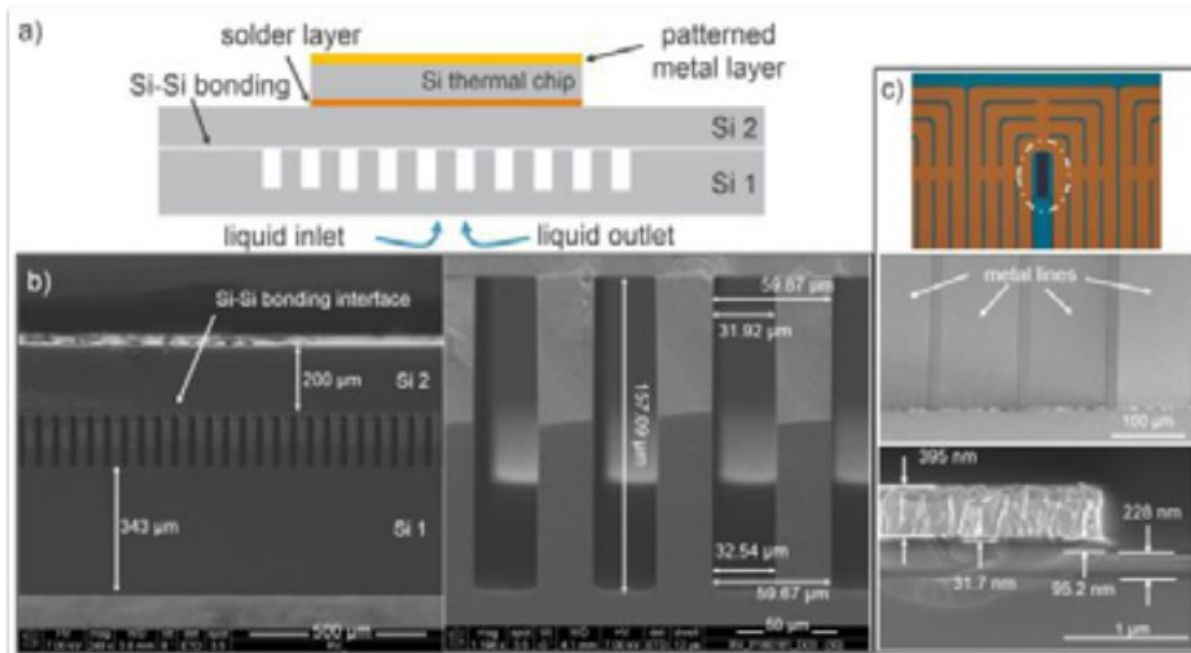 a)
solder layer
patterned
metal layer
Si-Si bonding
Si thermal chip
Si 2
Si 1
liquid inlet
liquid outlet
b)
Si-Si bonding interface
200 µm
Si 2
343 µm
Si 1
500 µm
59.67 µm
31.92 µm
157.09 µm
32.54 µm
59.67 µm
c)
metal lines
100 µm
395 nm
228 nm
31.7 nm
95.2 nm
1 µm